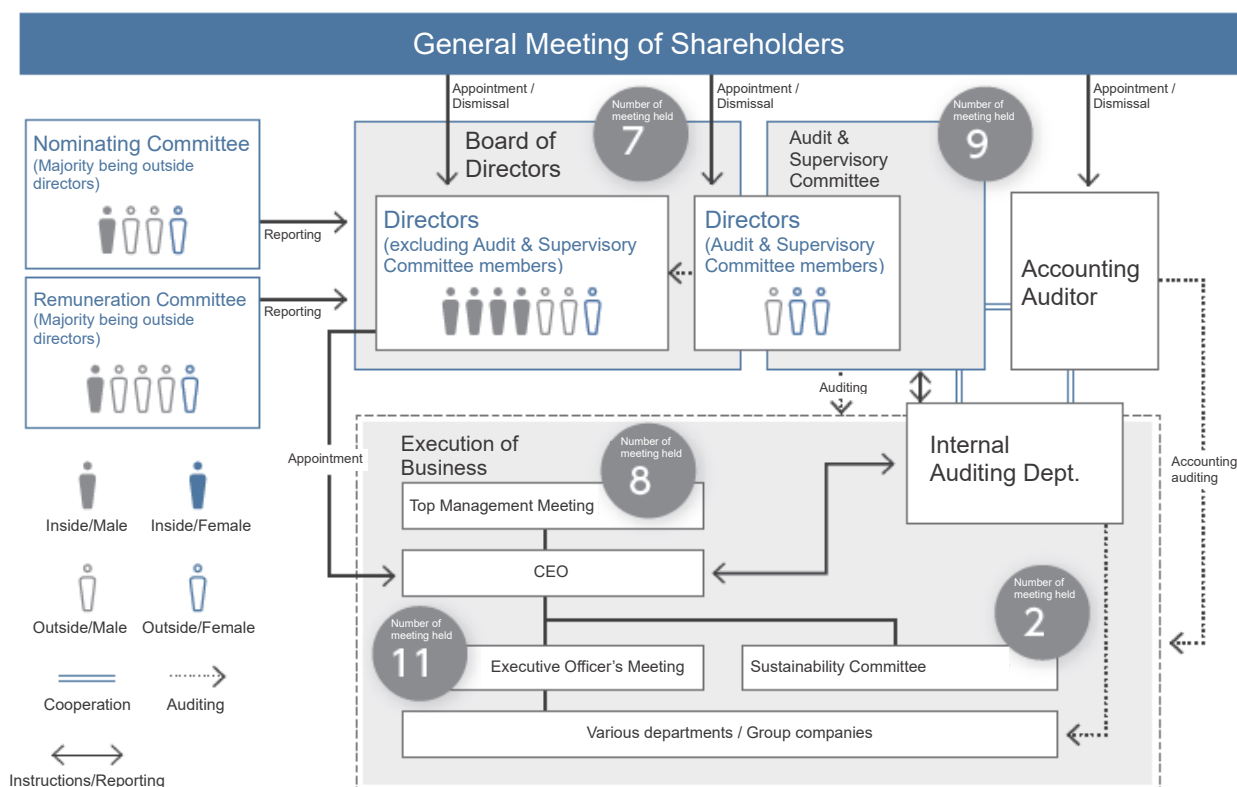 General Meeting of Shareholders
Appointment /
Dismissal
Appointment /
Dismissal
Appointment /
Dismissal
Nominating Committee
(Majority being outside
directors)
Reporting
Remuneration Committee
(Majority being outside
directors)
Reporting
Board of
Directors
Number of
meeting held
7
Audit &
Supervisory
Committee
Number of
meeting held
9
Directors
(excluding Audit & Supervisory
Committee members)
Directors
(Audit & Supervisory
Committee members)
Accounting
Auditor
Auditing
Appointment
Execution of
Business
Number of
meeting held
8
Top Management Meeting
CEO
Internal
Auditing Dept.
Accounting
auditing
Number of
meeting held
11
Executive Officer's Meeting
Number of
meeting held
2
Sustainability Committee
Various departments / Group companies
Inside/Male
Inside/Female
Outside/Male
Outside/Female
Cooperation
Auditing
Instructions/Reporting